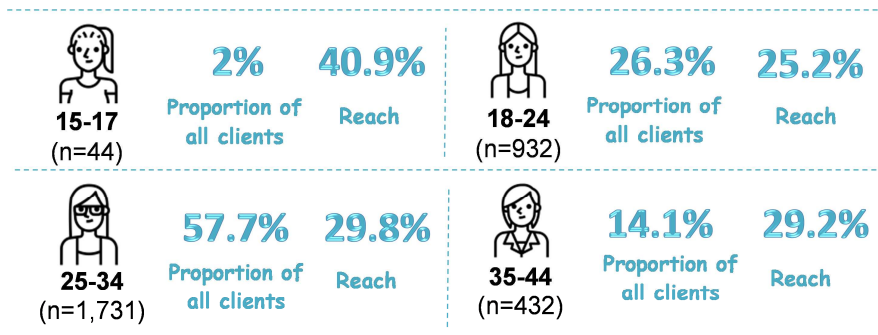 2% 40.9%
Proportion of
all clients
Reach
15-17
(n=44)
26.3% 25.2%
Proportion of
all clients
Reach
18-24
(n=932)
57.7% 29.8%
Proportion of
all clients
Reach
25-34
(n=1,731)
14.1% 29.2%
Proportion of
all clients
Reach
35-44
(n=432)